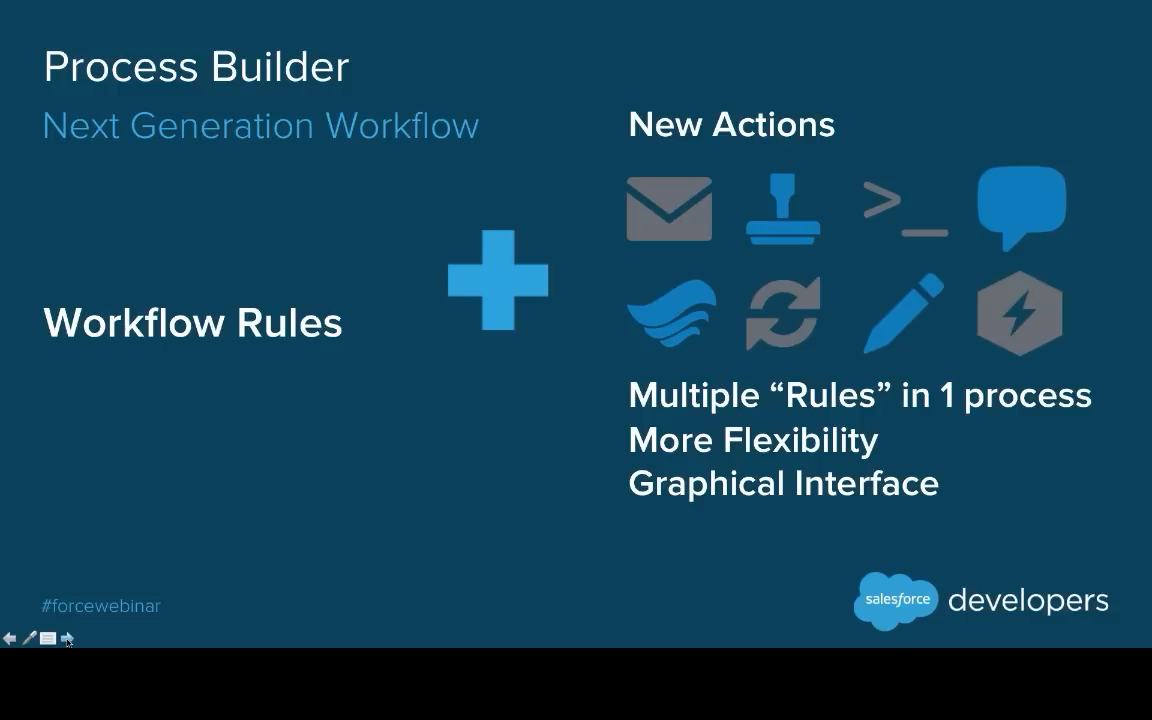 Process Builder
Next Generation Workflow
Workflow Rules
New Actions
>_
Multiple “Rules” in 1 process
More Flexibility
Graphical Interface
#forcewebinar
salesforce developers